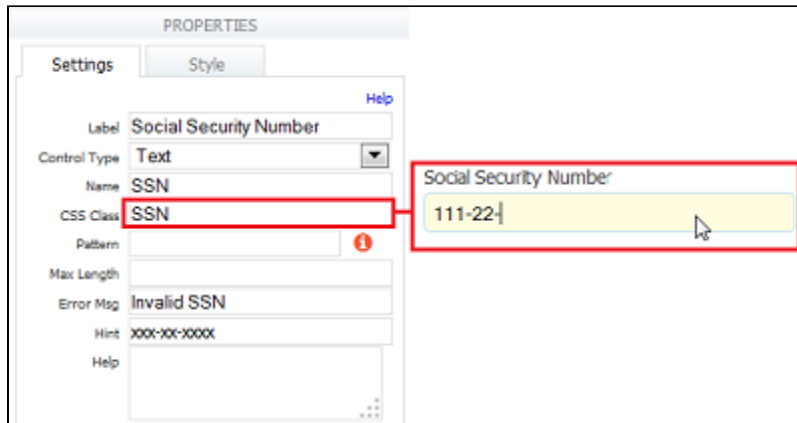 PROPERTIES
Settings
Style
Help
Label Social Security Number
Control Type Text
Name SSN
CSS Class SSN
Pattern
Max Length
Error Msg Invalid SSN
Hint xxx-xx-xxxx
Help
Social Security Number
111-22-